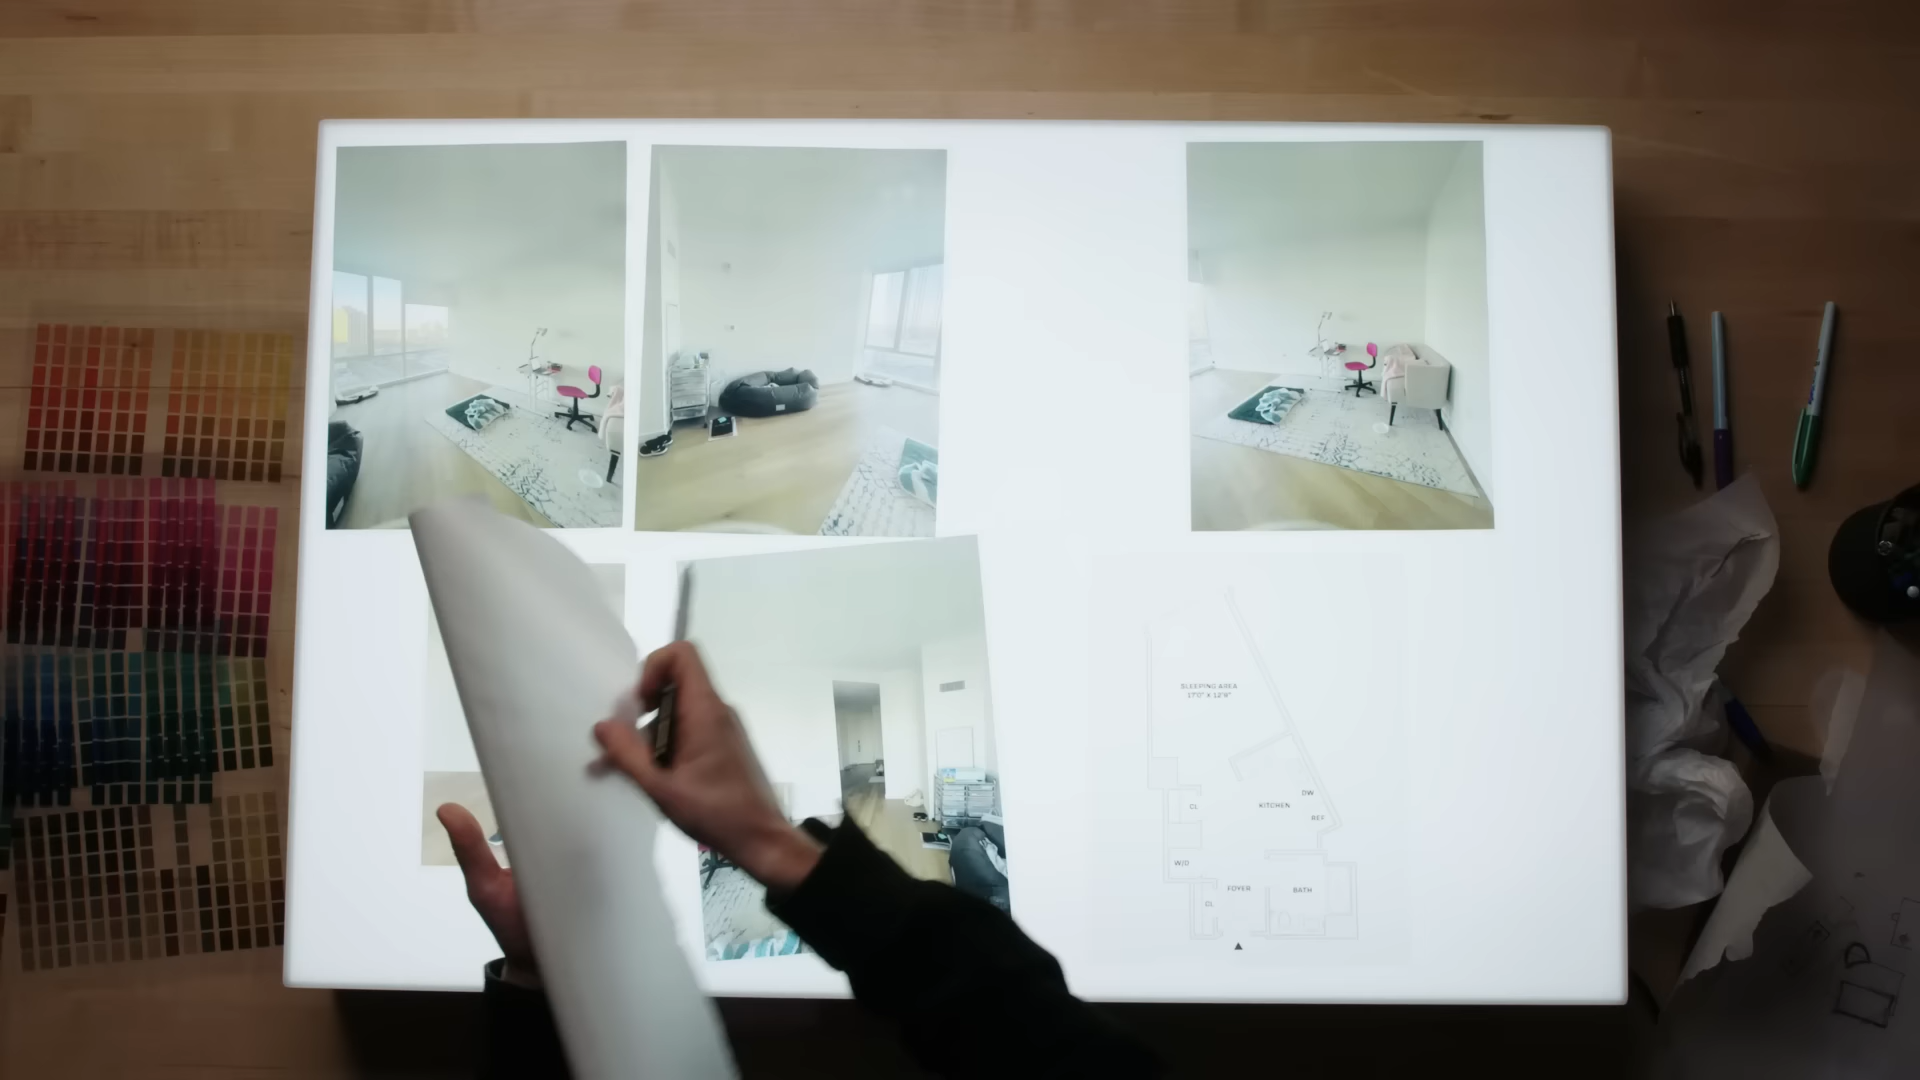 SLEEPING AREA
17'0" X 12'8"
KITCHEN
DW
REF
CL
W/D
FOYER
BATH
CL